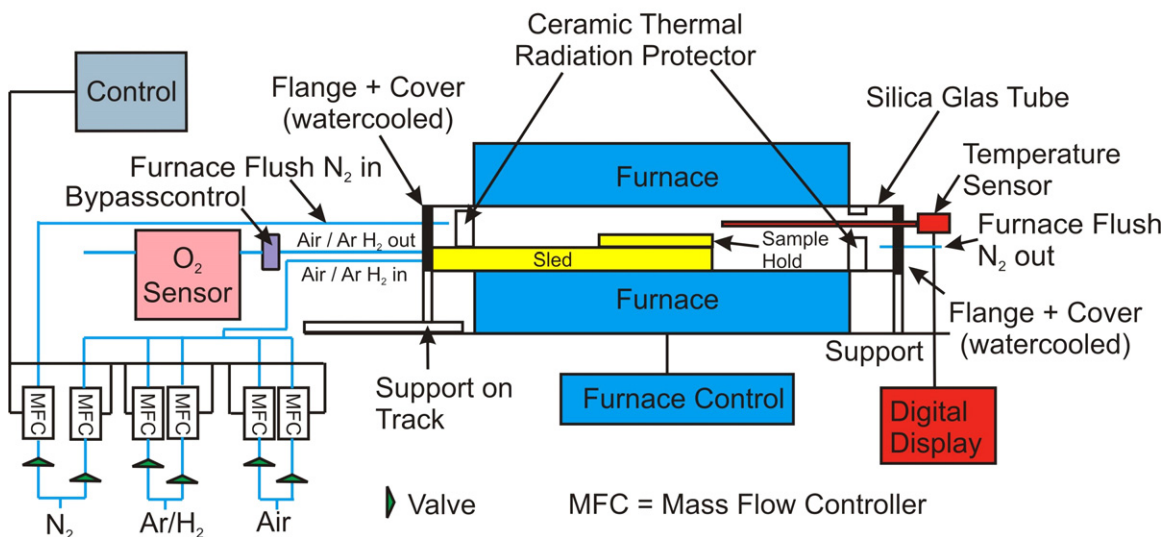 Ceramic Thermal
Radiation Protector
Control
Flange + Cover
(watercooled)
Silica Glas Tube
Furnace Flush N₂ in
Bypasscontrol
Furnace
Temperature
Sensor
Air / Ar H₂ out
O₂
Sensor
Air / Ar H₂ in
Sled
Sample
Hold
Furnace Flush
N₂ out
Furnace
Flange + Cover
(watercooled)
Support
Support on
Track
Furnace Control
Digital
Display
MFC
MFC
MFC
MFC
MFC
MFC
Valve
MFC = Mass Flow Controller
N₂
Ar/H₂
Air